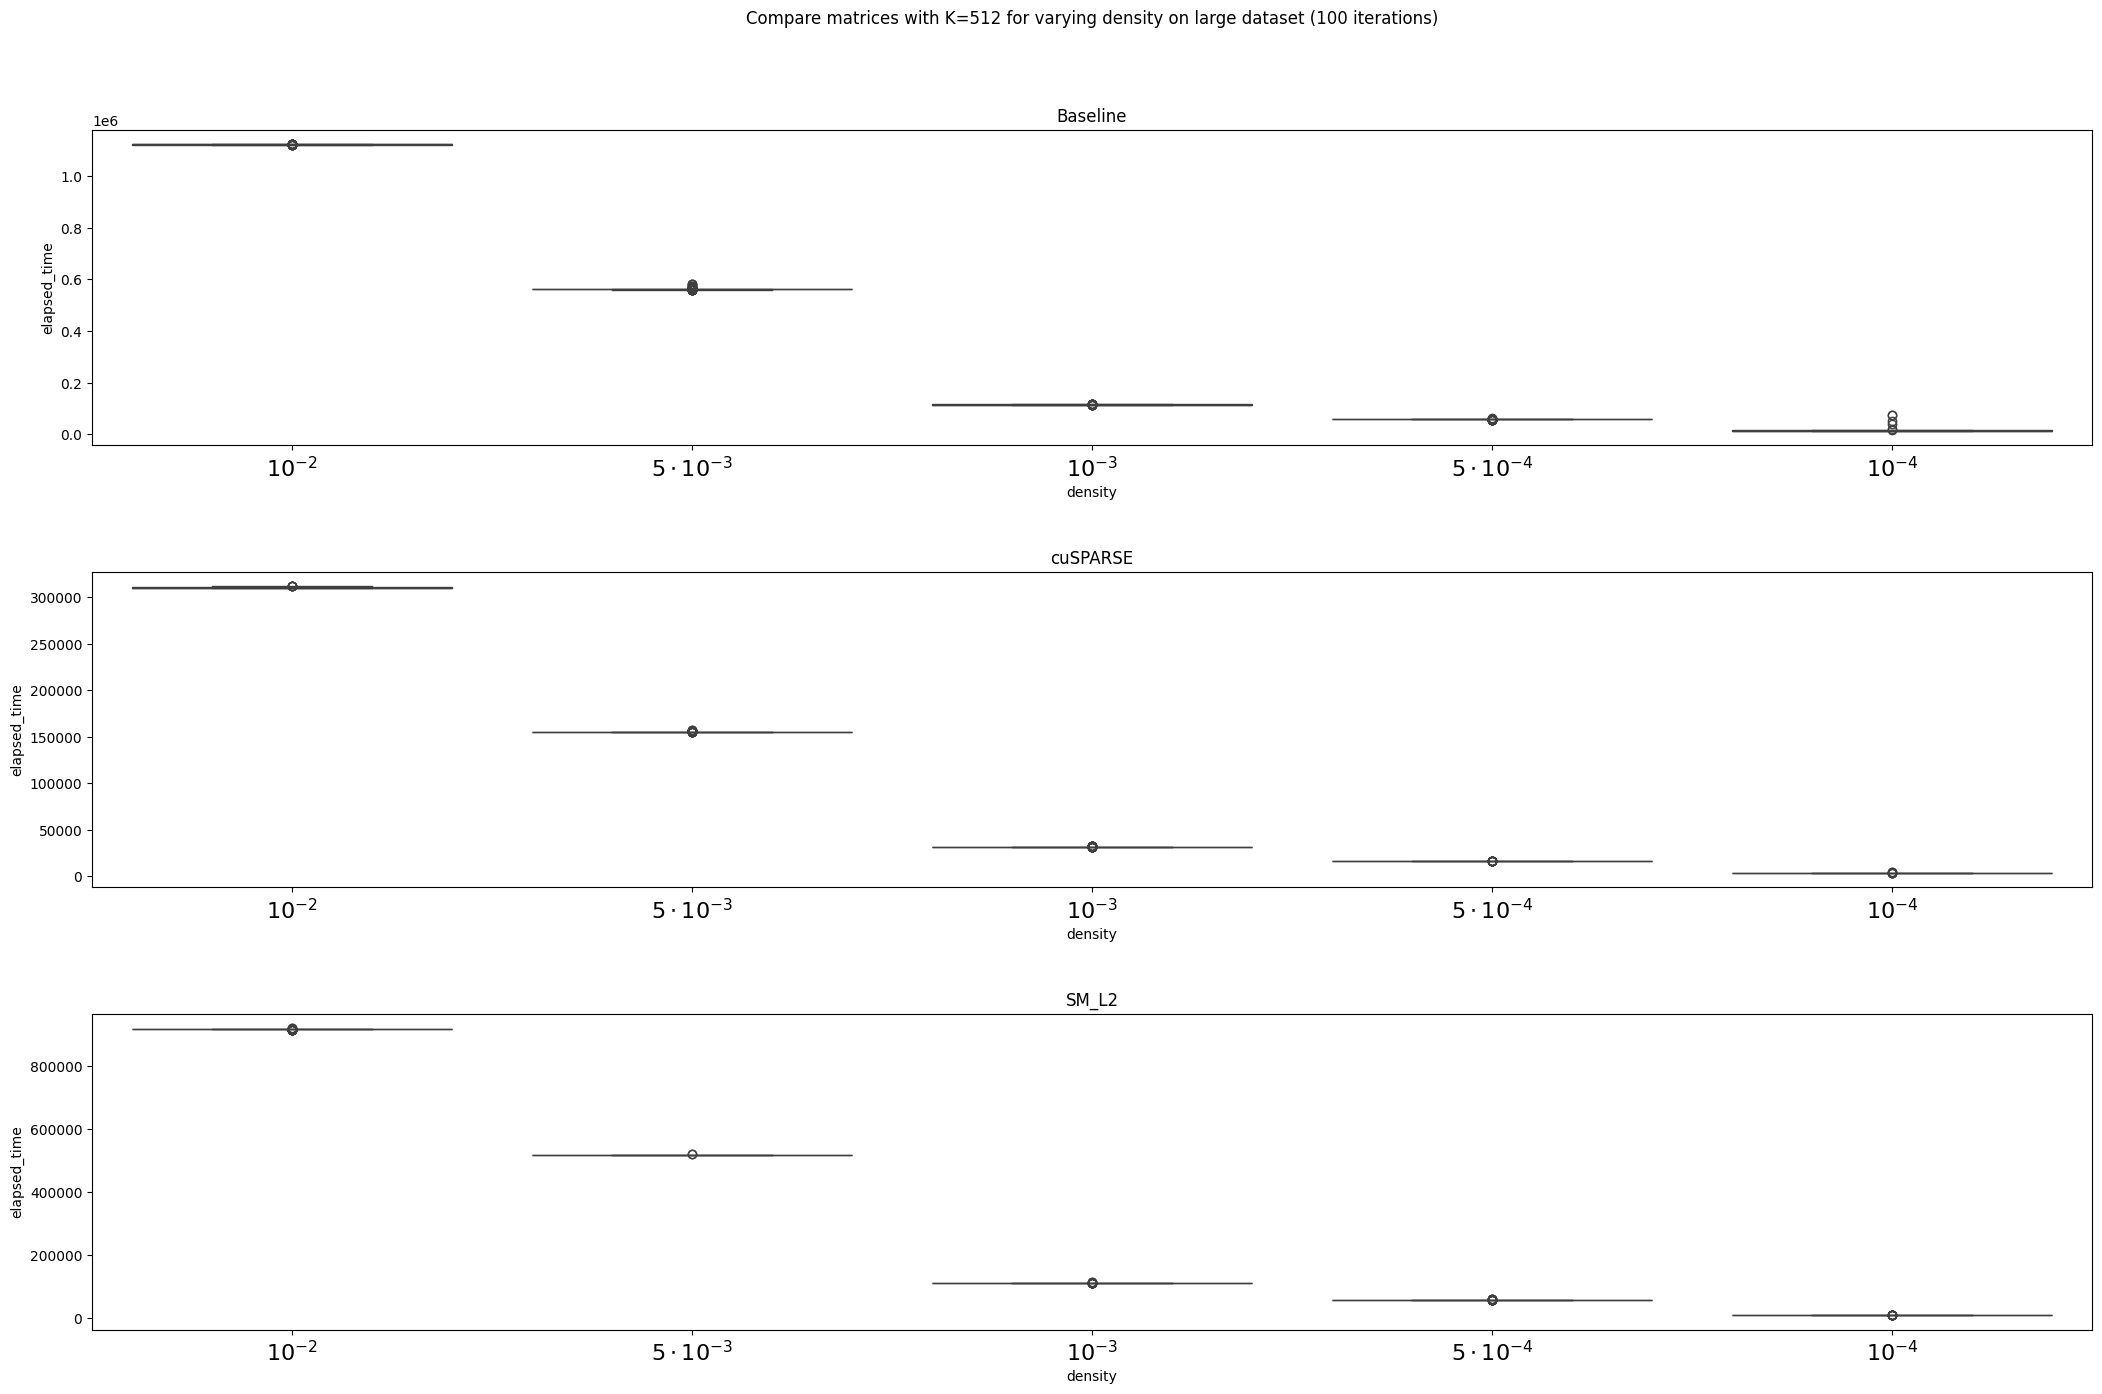 Compare matrices with K=512 for varying density on large dataset (100 iterations)
Baseline
1e6
1.0
0.8
0.6
0.4
0.2
0.0
elapsed_time
10⁻² 5·10⁻³ 10⁻³ 5·10⁻⁴ 10⁻⁴
density
cuSPARSE
300000
250000
200000
150000
100000
50000
0
elapsed_time
10⁻² 5·10⁻³ 10⁻³ 5·10⁻⁴ 10⁻⁴
density
SM_L2
800000
600000
400000
200000
0
elapsed_time
10⁻² 5·10⁻³ 10⁻³ 5·10⁻⁴ 10⁻⁴
density